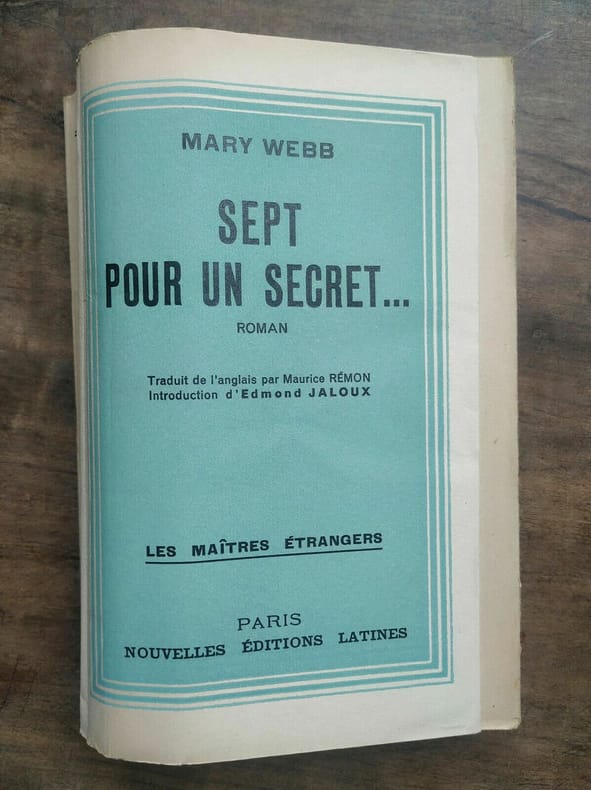 MARY WEBB
SEPT
POUR UN SECRET...
ROMAN
Traduit de l'anglais par Maurice RÉMON
Introduction d'Edmond JALOUX
LES MAÎTRES ÉTRANGERS
PARIS
NOUVELLES ÉDITIONS LATINES